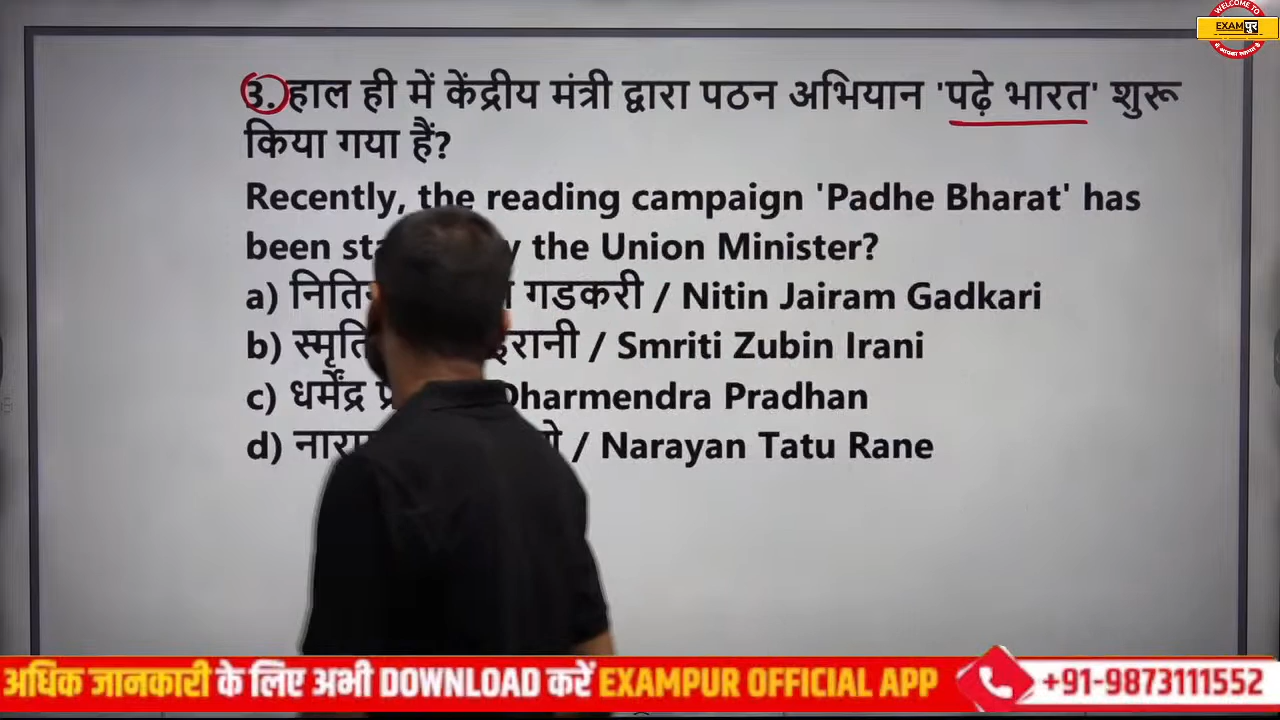 WELCOME TO
EXAMपुर
3. हाल ही में केंद्रीय मंत्री द्वारा पठन अभियान 'पढ़े भारत' शुरू
किया गया हैं?
Recently, the reading campaign 'Padhe Bharat' has
been the Union Minister?
a) गडकरी / Nitin Jairam Gadkari
b) / Smriti Zubin Irani
c) धर्मेंद्र Dharmendra Pradhan
d) / Narayan Tatu Rane
अधिक जानकारी के लिए अभी DOWNLOAD करें EXAMPUR OFFICIAL APP +91-9873111552